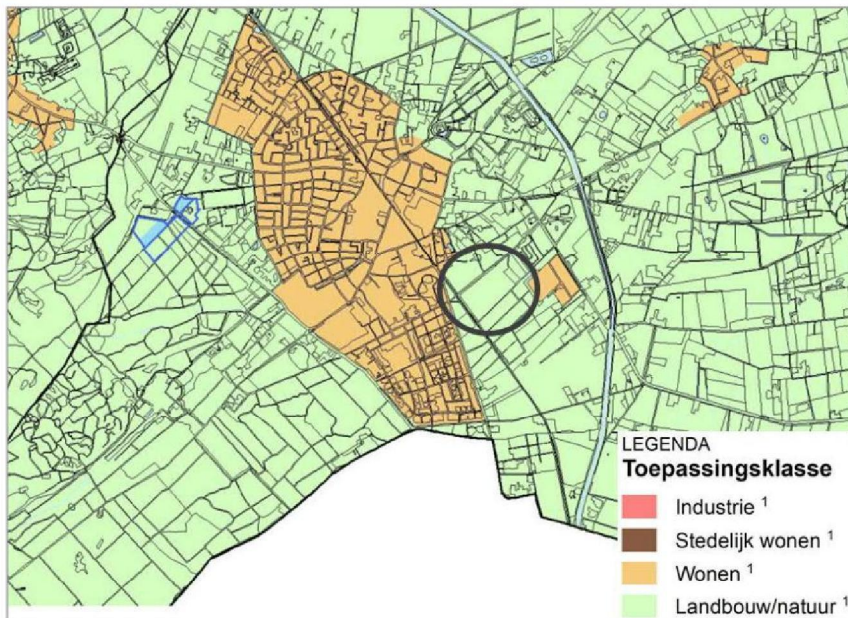 LEGENDA
Toepassingsklasse
Industrie ¹
Stedelijk wonen ¹
Wonen ¹
Landbouw/natuur ¹